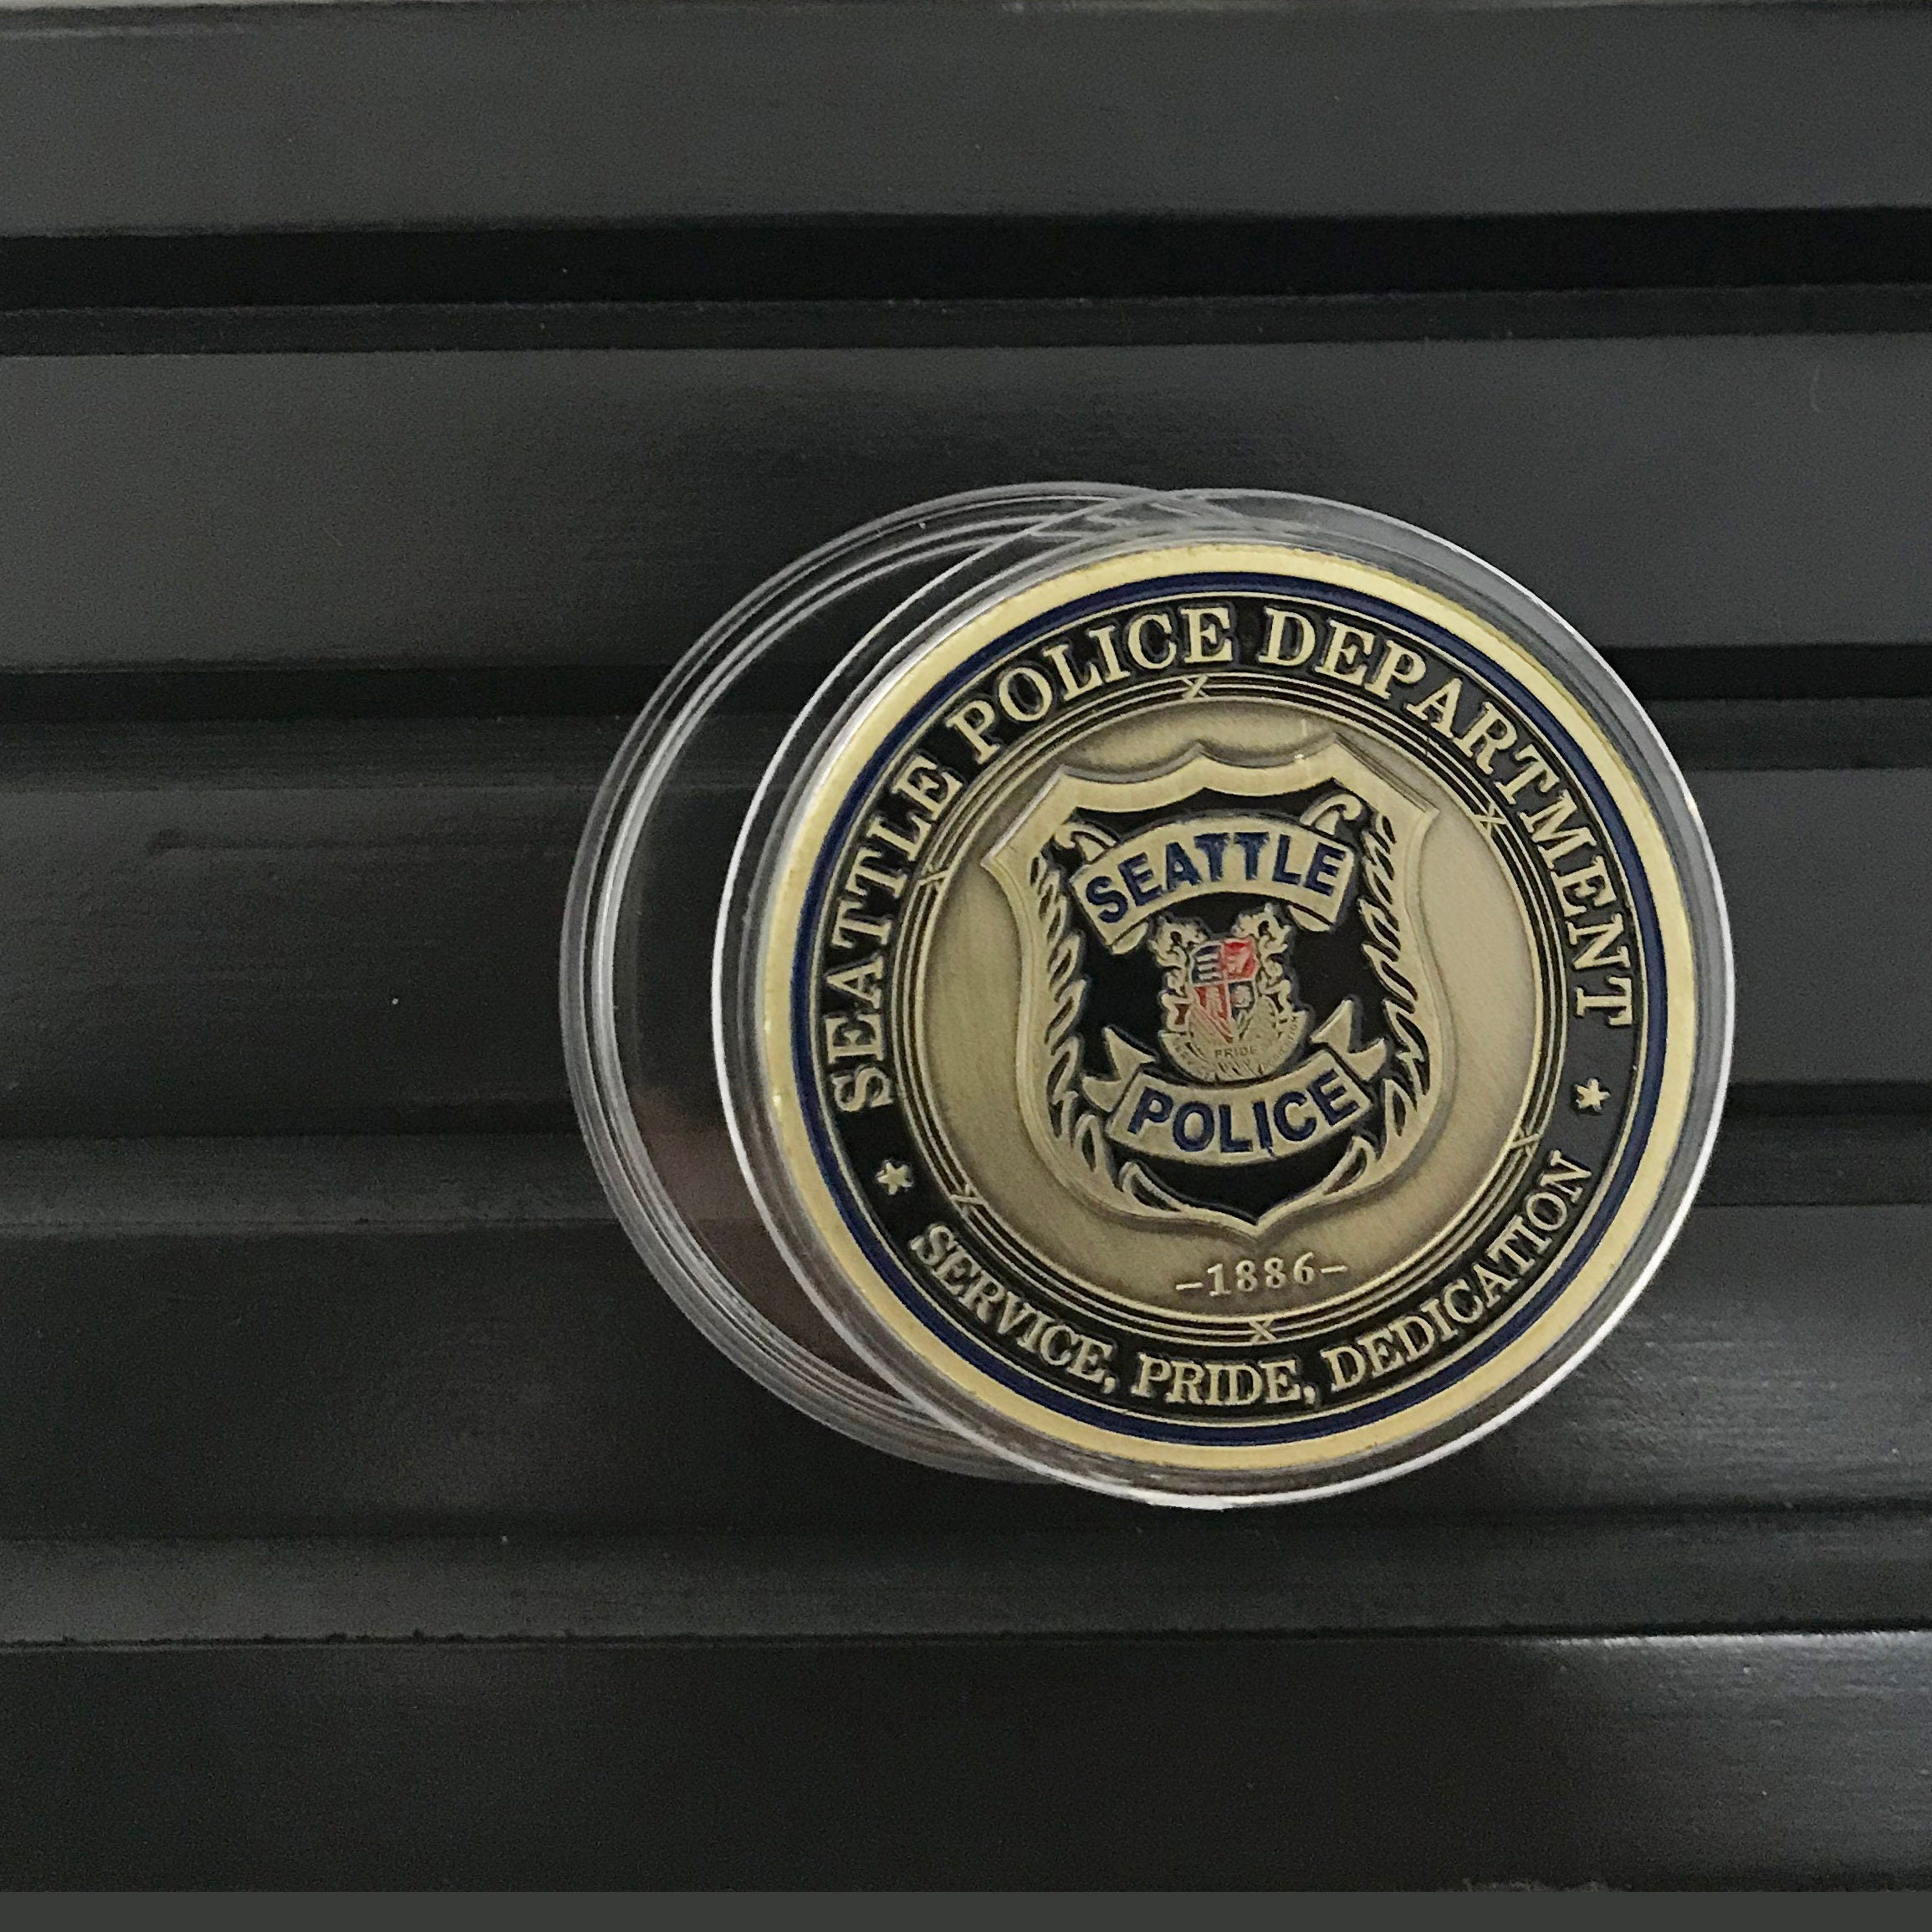 SEATTLE POLICE DEPARTMENT
SEATTLE
PRIDE
POLICE
-1886-
SERVICE, PRIDE, DEDICATION